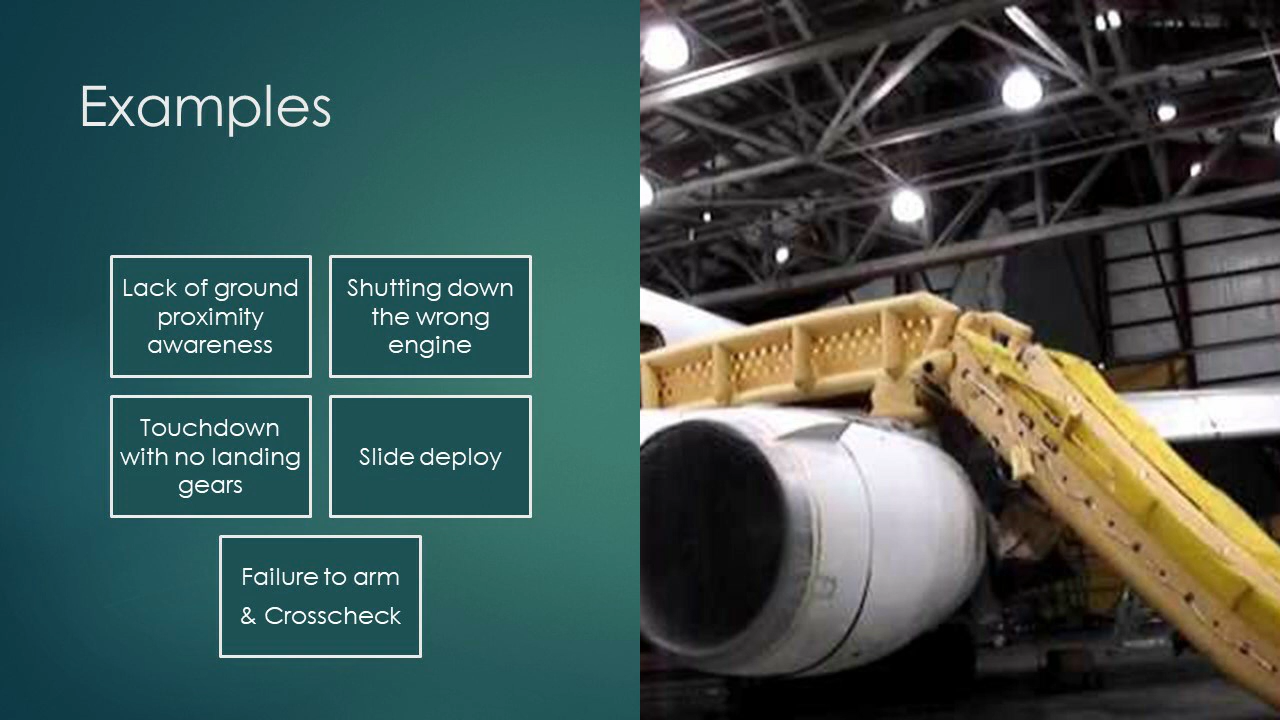 Examples
Lack of ground
proximity
awareness
Shutting down
the wrong
engine
Touchdown
with no landing
gears
Slide deploy
Failure to arm
& Crosscheck